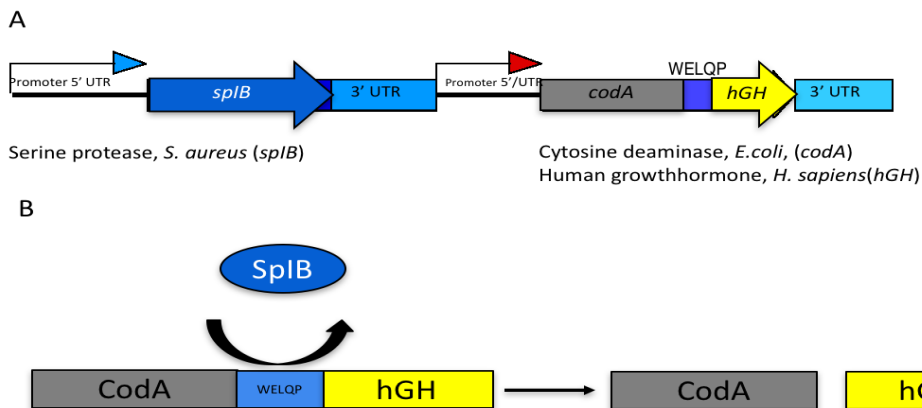 A
Promoter 5' UTR
splB
3' UTR
Promoter 5'/UTR
codA
WELQP
hGH
3' UTR
Serine protease, S. aureus (splB)
Cytosine deaminase, E.coli, (codA)
Human growthhormone, H. sapiens(hGH)
B
SplB
CodA
WELQP
hGH
CodA